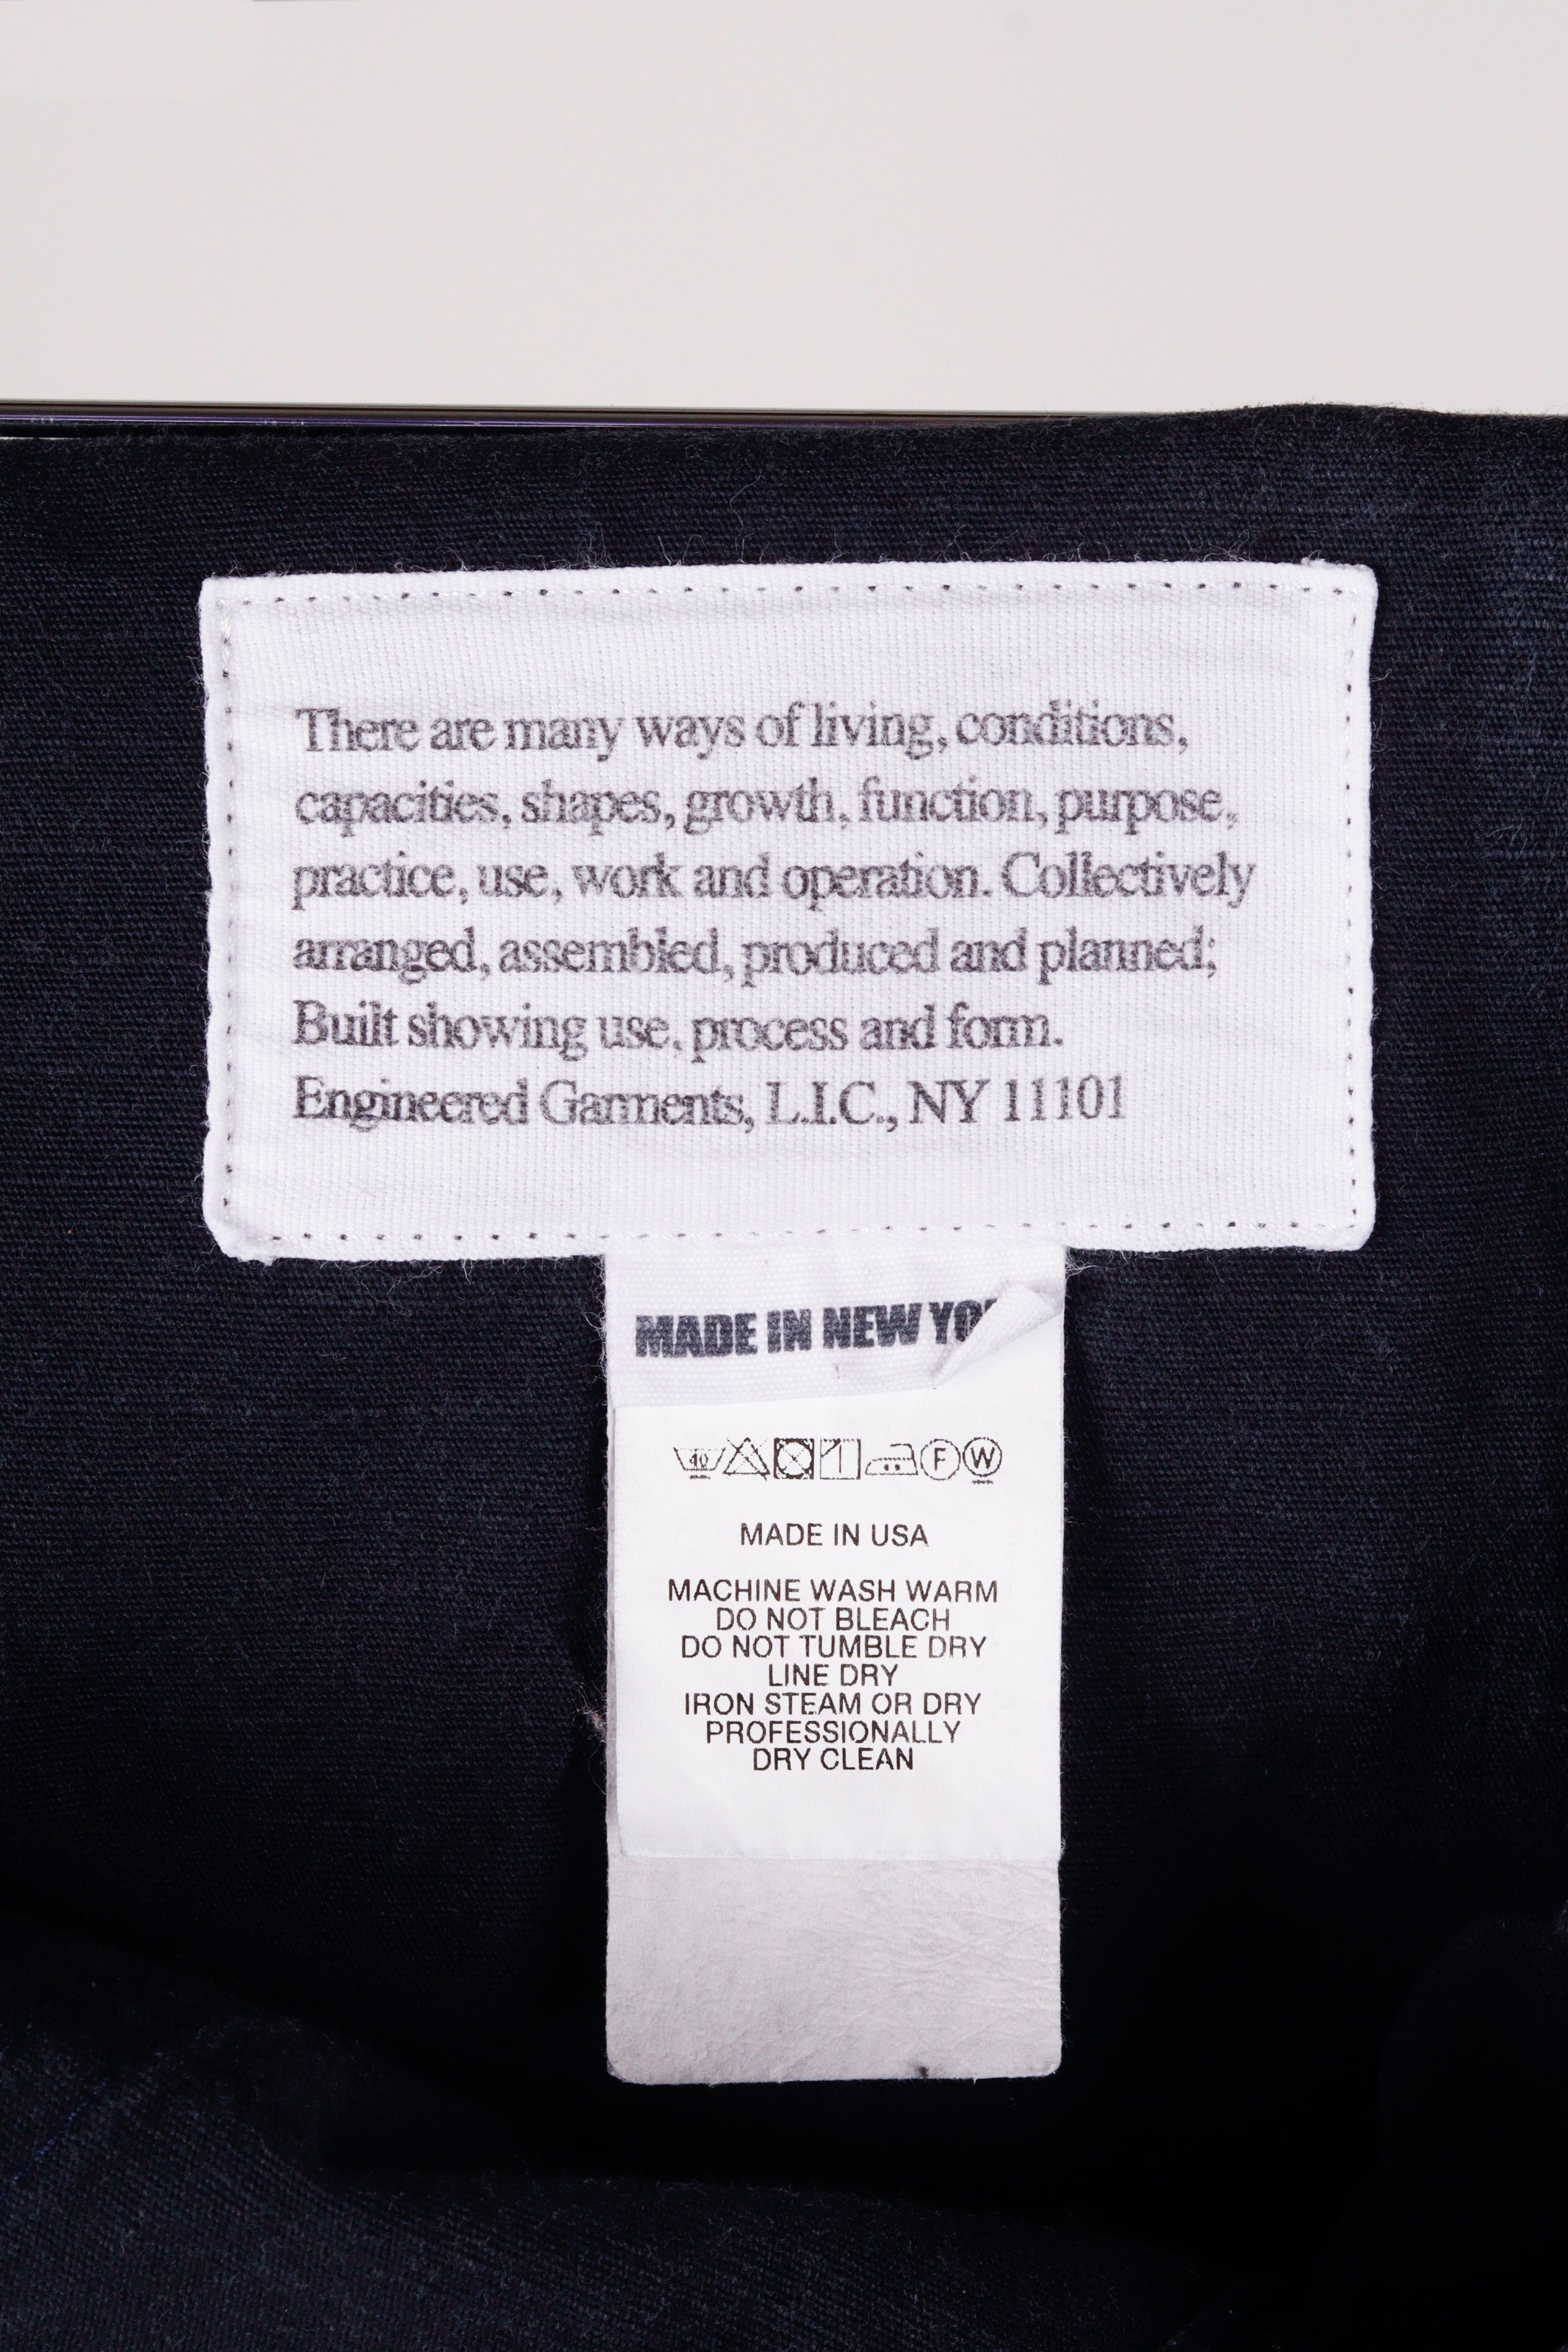 There are many ways of living, conditions,
capacities, shapes, growth, function, purpose,
practice, use, work and operation. Collectively
arranged, assembled, produced and planned;
Built showing use, process and form.
Engineered Garments, L.I.C., NY 11101
MADE IN NEW
40 F W
MADE IN USA
MACHINE WASH WARM
DO NOT BLEACH
DO NOT TUMBLE DRY
LINE DRY
IRON STEAM OR DRY
PROFESSIONALLY
DRY CLEAN